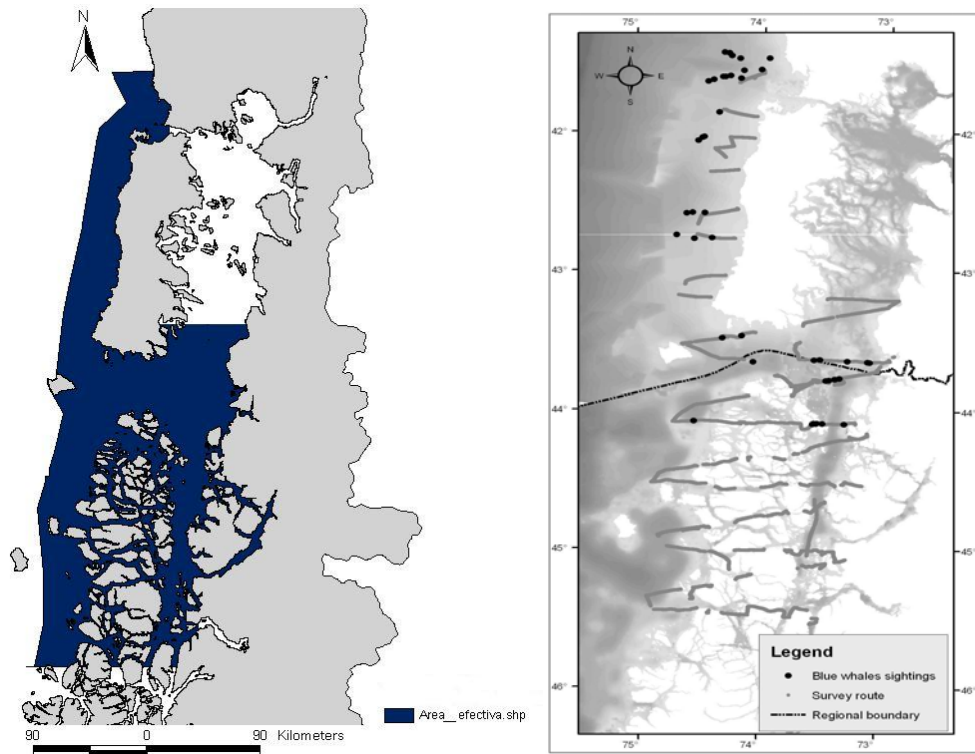 N
Area__efectiva.shp
90 0 90 Kilometers
75° 74° 73°
N
W E
S
42° 42°
43° 43°
44° 44°
45° 45°
46° 46°
Legend
Blue whales sightings
Survey route
Regional boundary
75° 74° 73°